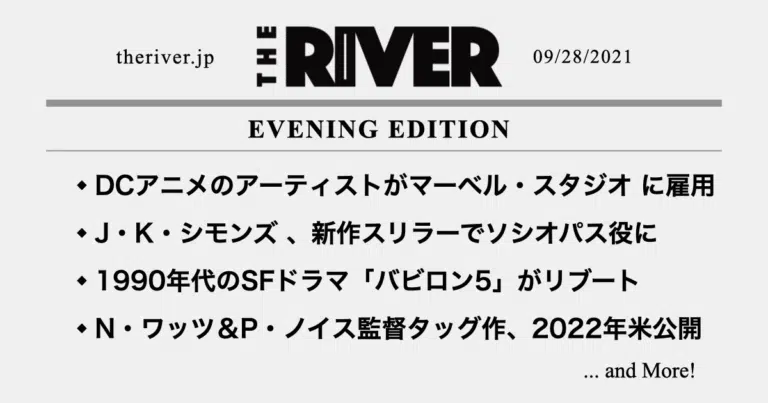 theriver.jp
THE RIVER
09/28/2021
EVENING EDITION
◆ DCアニメのアーティストがマーベル・スタジオ に雇用
◆ J・K・シモンズ 、新作スリラーでソシオパス役に
◆ 1990年代のSFドラマ「バビロン5」がリブート
◆ N・ワッツ&P・ノイス監督タッグ作、2022年米公開
... and More!